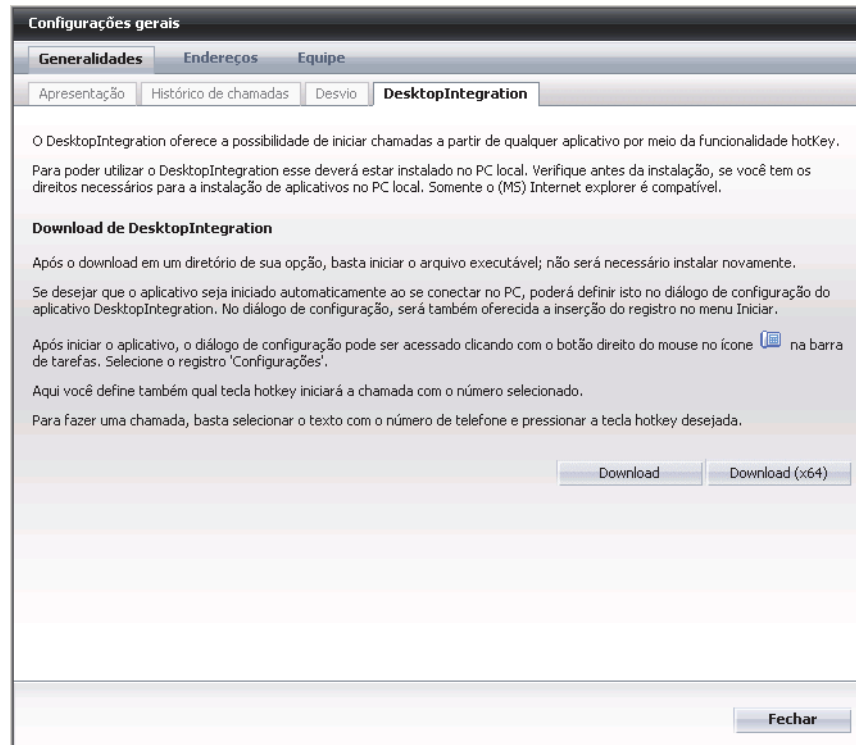 Configurações gerais
Generalidades Endereços Equipe
Apresentação Histórico de chamadas Desvio DesktopIntegration
O DesktopIntegration oferece a possibilidade de iniciar chamadas a partir de qualquer aplicativo por meio da funcionalidade hotKey.
Para poder utilizar o DesktopIntegration esse deverá estar instalado no PC local. Verifique antes da instalação, se você tem os
direitos necessários para a instalação de aplicativos no PC local. Somente o (MS) Internet explorer é compatível.
Download de DesktopIntegration
Após o download em um diretório de sua opção, basta iniciar o arquivo executável; não será necessário instalar novamente.
Se desejar que o aplicativo seja iniciado automaticamente ao se conectar no PC, poderá definir isto no diálogo de configuração do
aplicativo DesktopIntegration. No diálogo de configuração, será também oferecida a inserção do registro no menu Iniciar.
Após iniciar o aplicativo, o diálogo de configuração pode ser acessado clicando com o botão direito do mouse no ícone na barra
de tarefas. Selecione o registro 'Configurações'.
Aqui você define também qual tecla hotkey iniciará a chamada com o número selecionado.
Para fazer uma chamada, basta selecionar o texto com o número de telefone e pressionar a tecla hotkey desejada.
Download Download (x64)
Fechar